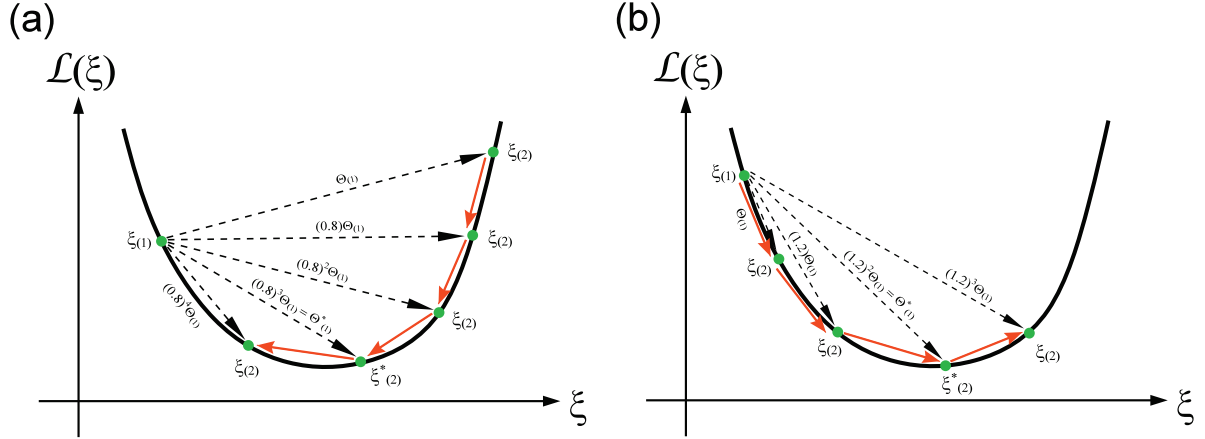 (a)
ℒ(ξ)
ξ(2)
Θ(1)
ξ(1)
(0.8)Θ(1)
ξ(2)
(0.8)²Θ(1)
(0.8)³Θ(1)=Θ*(1)
(0.8)⁴Θ(1)
ξ(2)
ξ(2)
ξ*(2)
ξ
(b)
ℒ(ξ)
ξ(1)
Θ(1)
(1.2)Θ(1)
(1.2)²Θ(1)=Θ*(1)
(1.2)³Θ(1)
ξ(2)
ξ(2)
ξ(2)
ξ*(2)
ξ